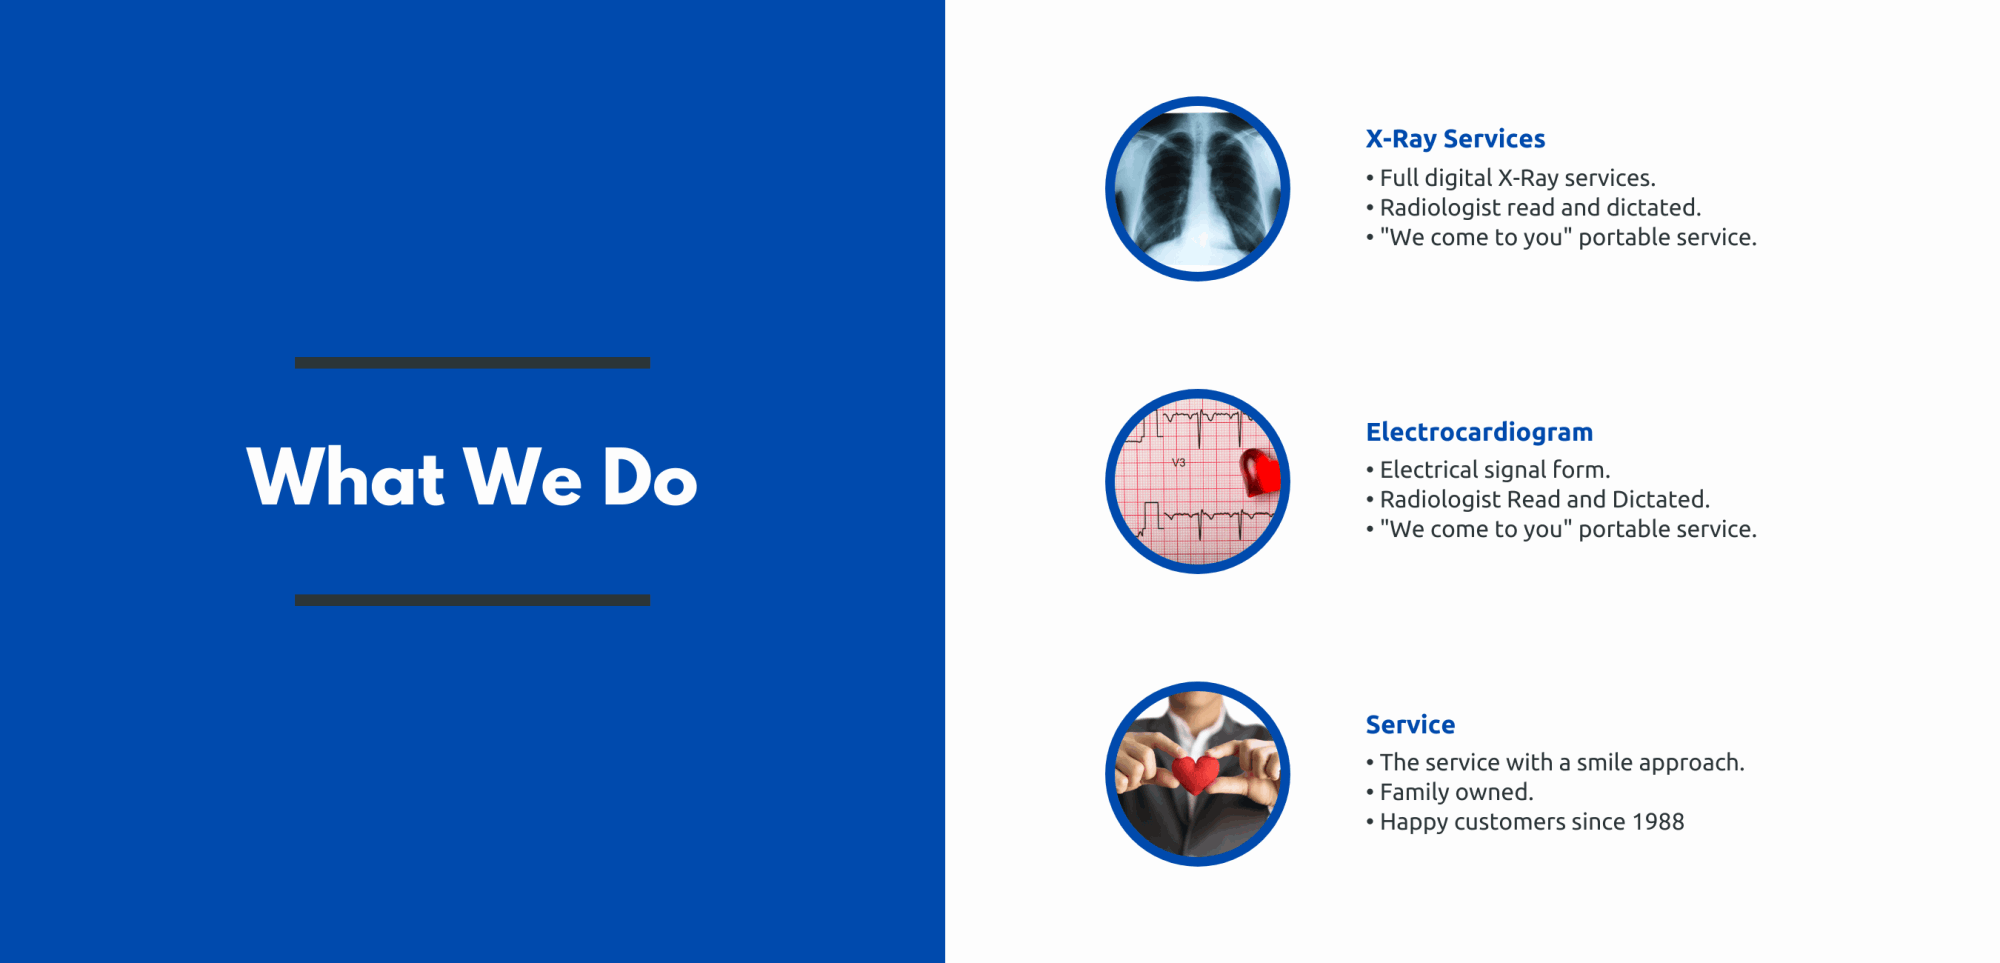 What We Do
X-Ray Services
• Full digital X-Ray services.
• Radiologist read and dictated.
• "We come to you" portable service.
V3
Electrocardiogram
• Electrical signal form.
• Radiologist Read and Dictated.
• "We come to you" portable service.
Service
• The service with a smile approach.
• Family owned.
• Happy customers since 1988